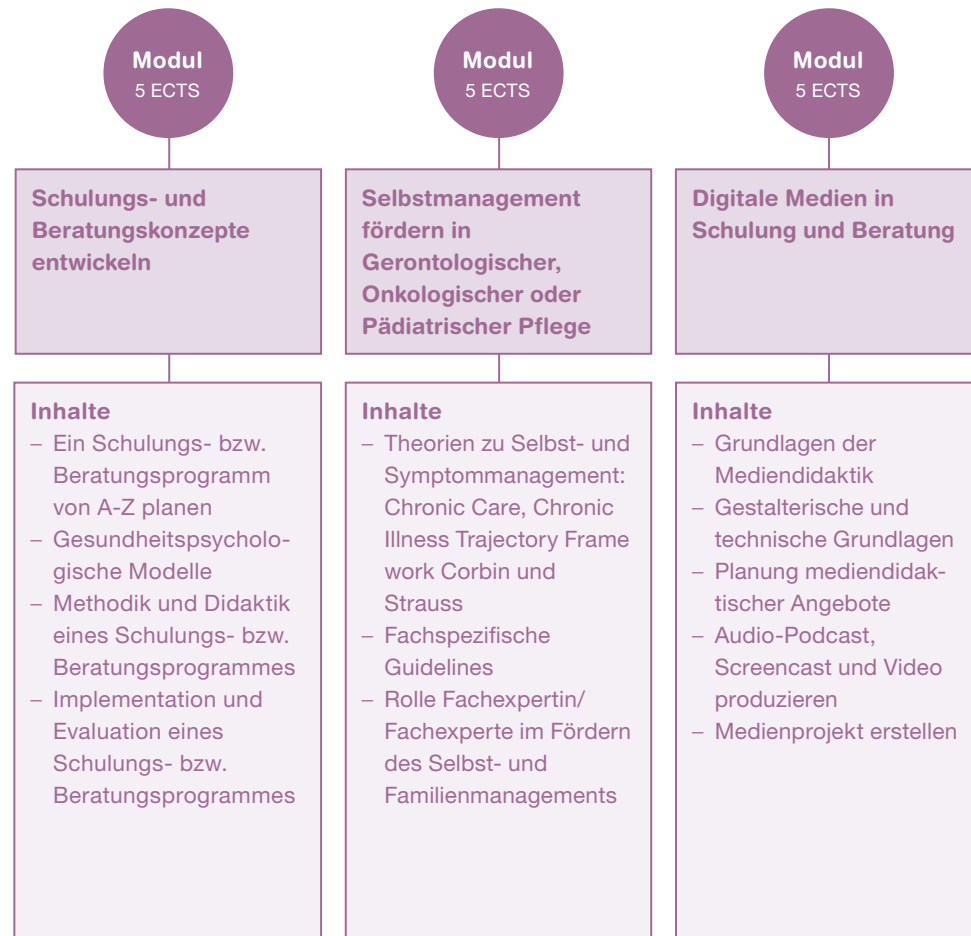 Modul
5 ECTS
Schulungs- und
Beratungskonzepte
entwickeln
Inhalte
– Ein Schulungs- bzw.
Beratungsprogramm
von A-Z planen
– Gesundheitspsycholo-
gische Modelle
– Methodik und Didaktik
eines Schulungs- bzw.
Beratungsprogrammes
– Implementation und
Evaluation eines
Schulungs- bzw.
Beratungsprogrammes
Modul
5 ECTS
Selbstmanagement
fördern in
Gerontologischer,
Onkologischer oder
Pädiatrischer Pflege
Inhalte
– Theorien zu Selbst- und
Symptommanagement:
Chronic Care, Chronic
Illness Trajectory Frame
work Corbin und
Strauss
– Fachspezifische
Guidelines
– Rolle Fachexpertin/
Fachexperte im Fördern
des Selbst- und
Familienmanagements
Modul
5 ECTS
Digitale Medien in
Schulung und Beratung
Inhalte
– Grundlagen der
Mediendidaktik
– Gestalterische und
technische Grundlagen
– Planung mediendidak-
tischer Angebote
– Audio-Podcast,
Screencast und Video
produzieren
– Medienprojekt erstellen